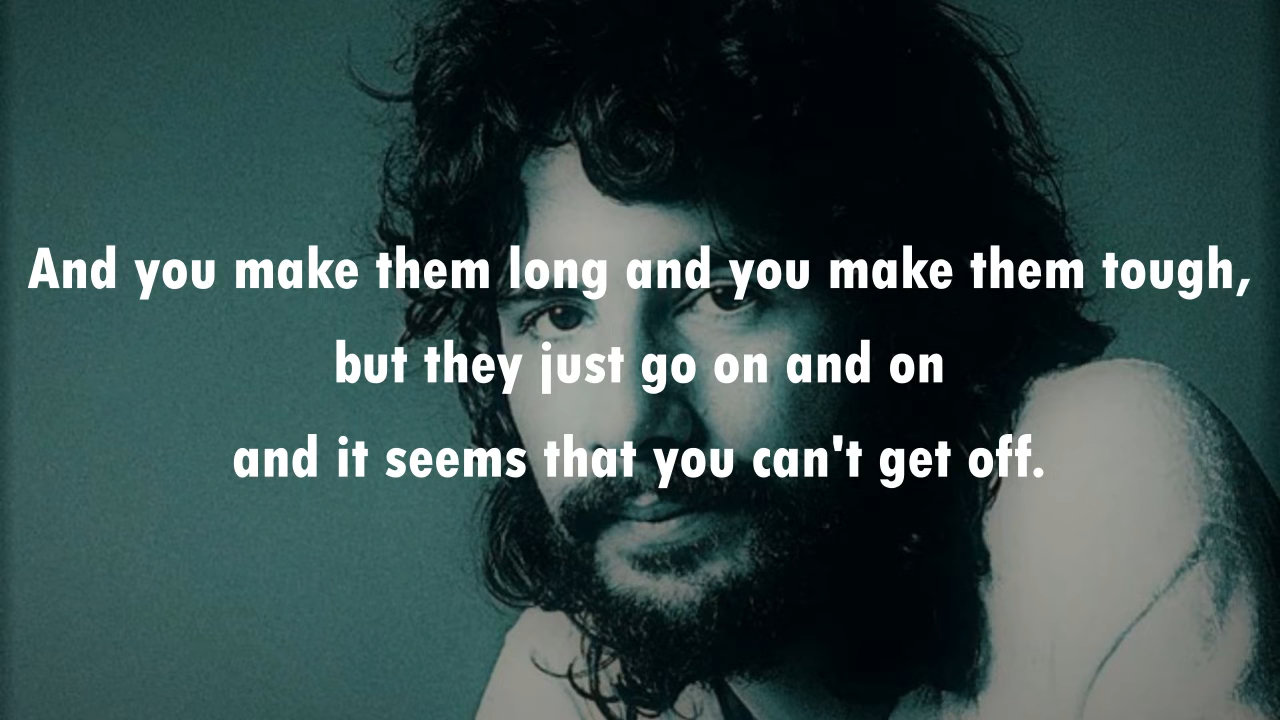 And you make them long and you make them tough,
but they just go on and on
and it seems that you can't get off.